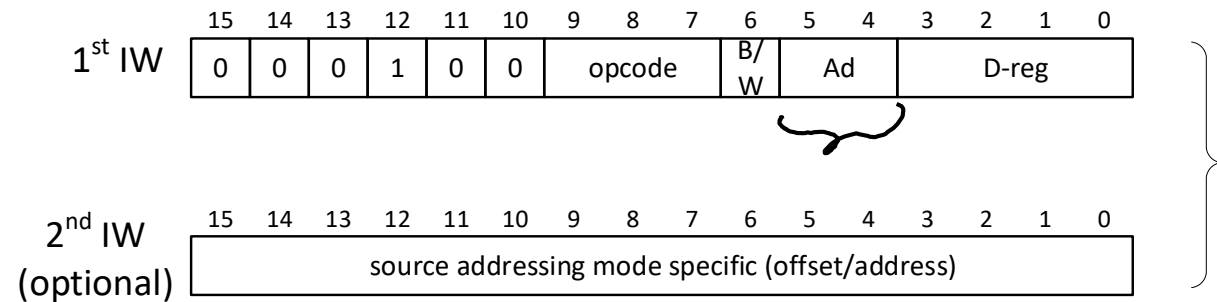 15 14 13 12 11 10 9 8 7 6 5 4 3 2 1 0
1st IW 0 0 0 1 0 0 opcode B/W Ad D-reg
15 14 13 12 11 10 9 8 7 6 5 4 3 2 1 0
2nd IW
(optional) source addressing mode specific (offset/address)